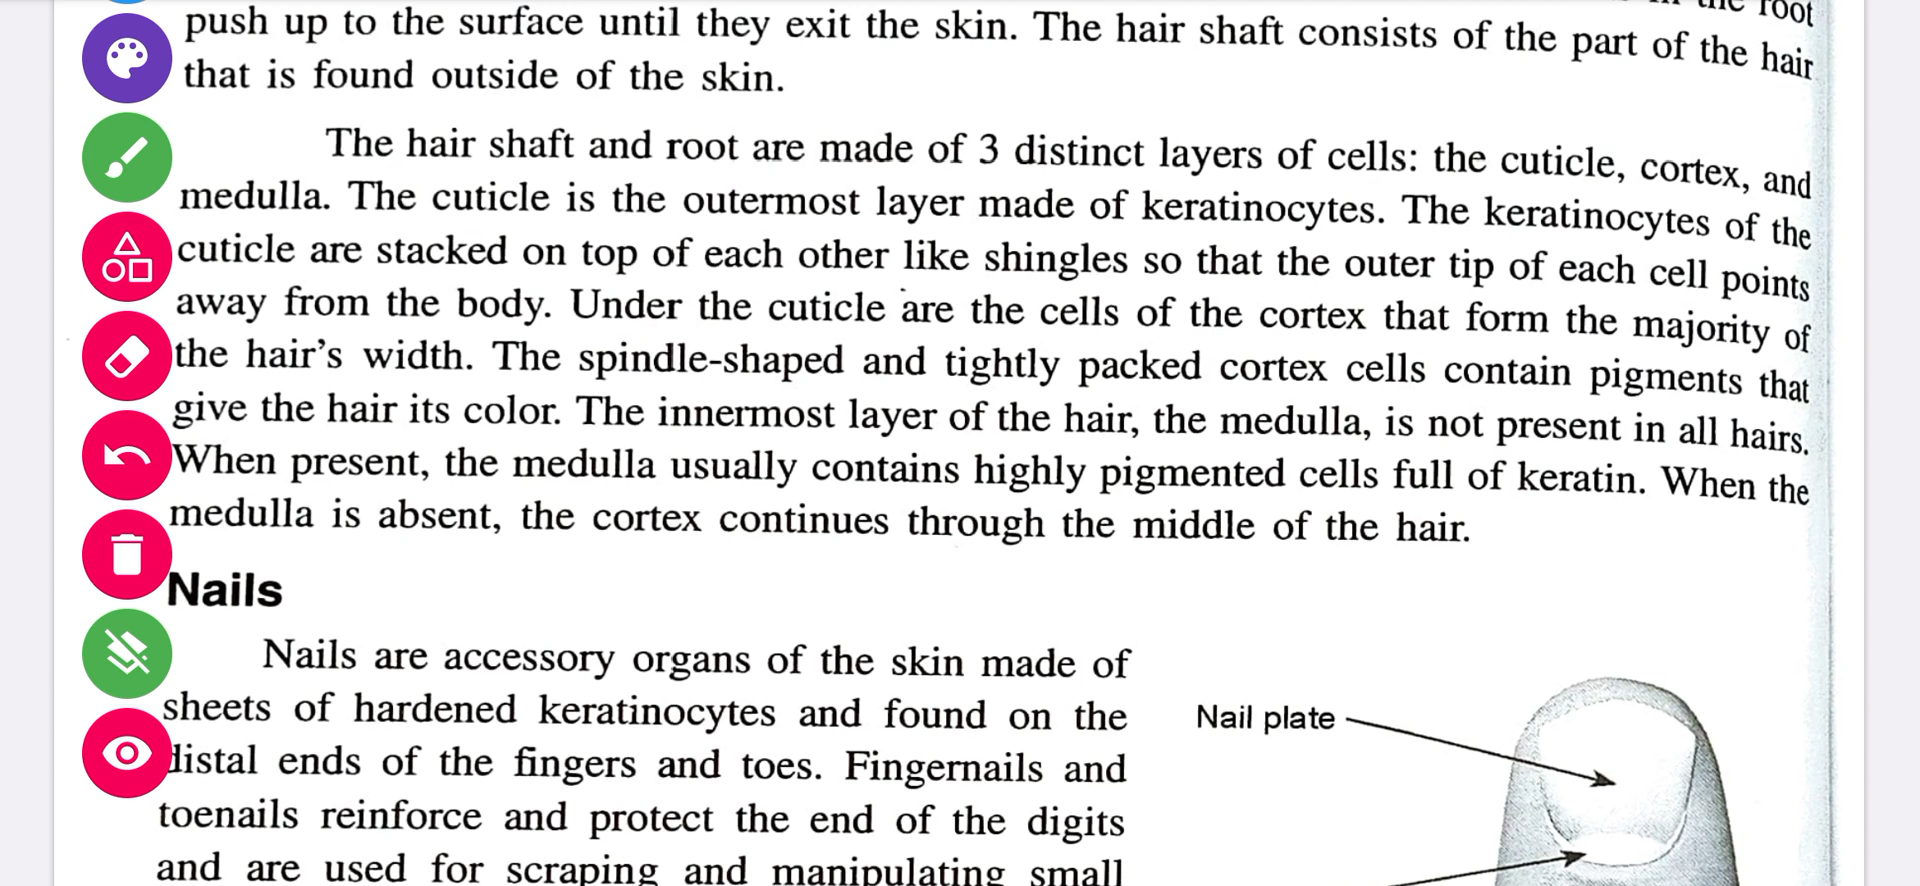 the root
push up to the surface until they exit the skin. The hair shaft consists of the part of the hair
that is found outside of the skin.
The hair shaft and root are made of 3 distinct layers of cells: the cuticle, cortex, and
medulla. The cuticle is the outermost layer made of keratinocytes. The keratinocytes of the
cuticle are stacked on top of each other like shingles so that the outer tip of each cell points
away from the body. Under the cuticle are the cells of the cortex that form the majority of
the hair's width. The spindle-shaped and tightly packed cortex cells contain pigments that
give the hair its color. The innermost layer of the hair, the medulla, is not present in all hairs.
When present, the medulla usually contains highly pigmented cells full of keratin. When the
medulla is absent, the cortex continues through the middle of the hair.
Nails
Nails are accessory organs of the skin made of
sheets of hardened keratinocytes and found on the
distal ends of the fingers and toes. Fingernails and
toenails reinforce and protect the end of the digits
and are used for scraping and manipulating small
Nail plate